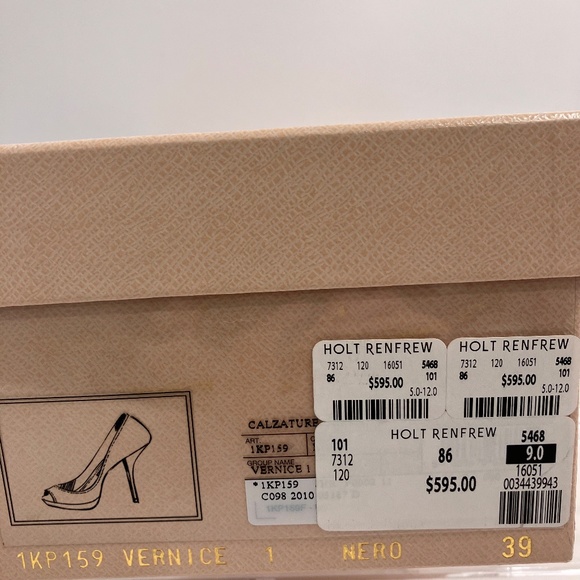 HOLT RENFREW
7312 120 16051 5468
86 $595.00 101
5.0-12.0
HOLT RENFREW
7312 120 16051 5468
86 $595.00 101
5.0-12.0
CALZATURE
ART.
1KP159
GROUP NAME
VERNICE 1
*1KP159
C098 2010
101 HOLT RENFREW 5468
7312 86 9.0
120 16051
$595.00 0034439943
1KP159 VERNICE 1 NERO 39